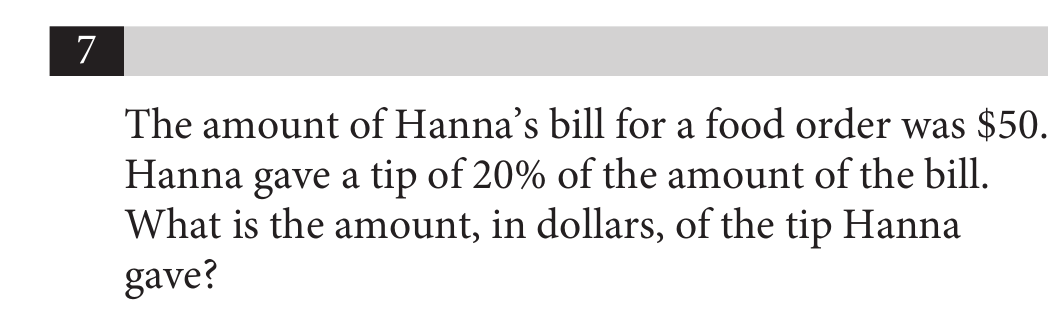 7
The amount of Hanna’s bill for a food order was $50.
Hanna gave a tip of 20% of the amount of the bill.
What is the amount, in dollars, of the tip Hanna
gave?